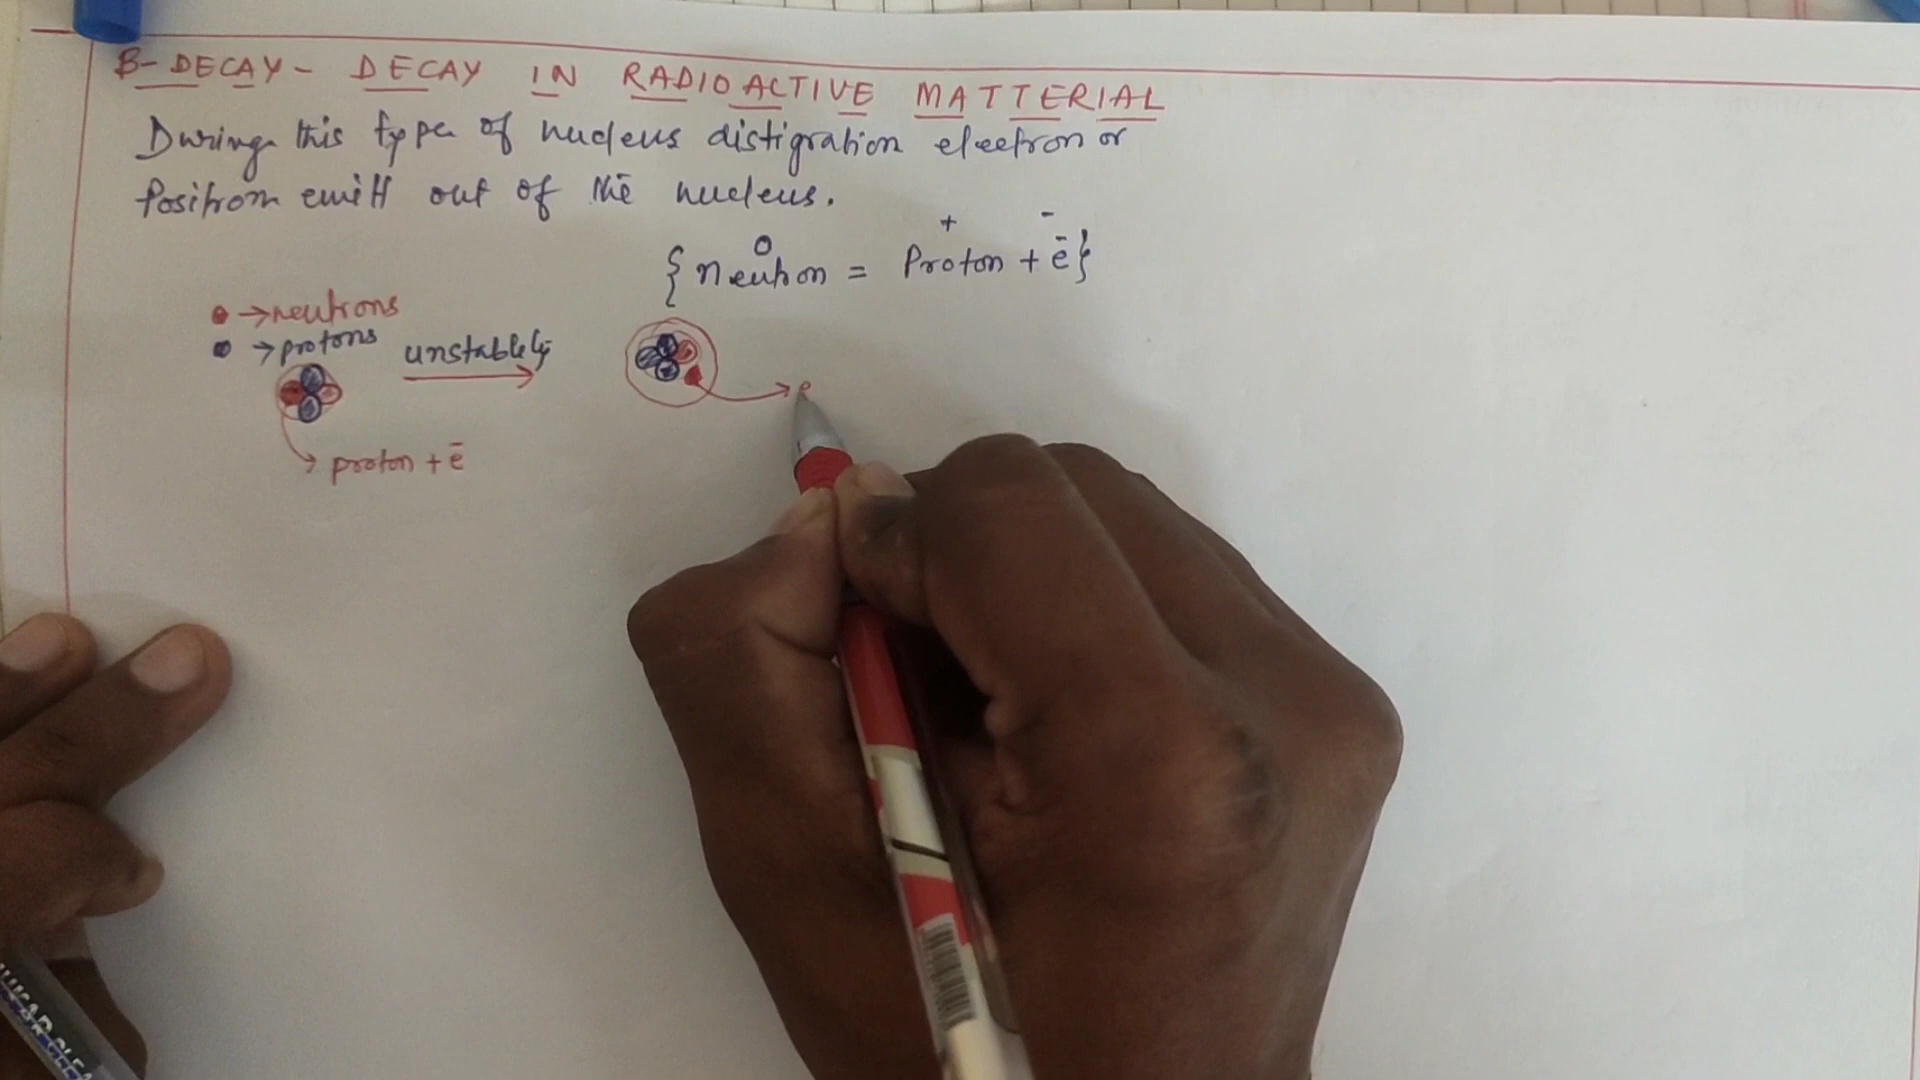 B-DECAY- DECAY IN RADIOACTIVE MATTERIAL
During this type of nucleus distigration electron or
Positrom emitt out of the nucleus.
+ -
O
{neutron = Proton + ē}
→neutrons
→protons
unstablely
e
proton + ē